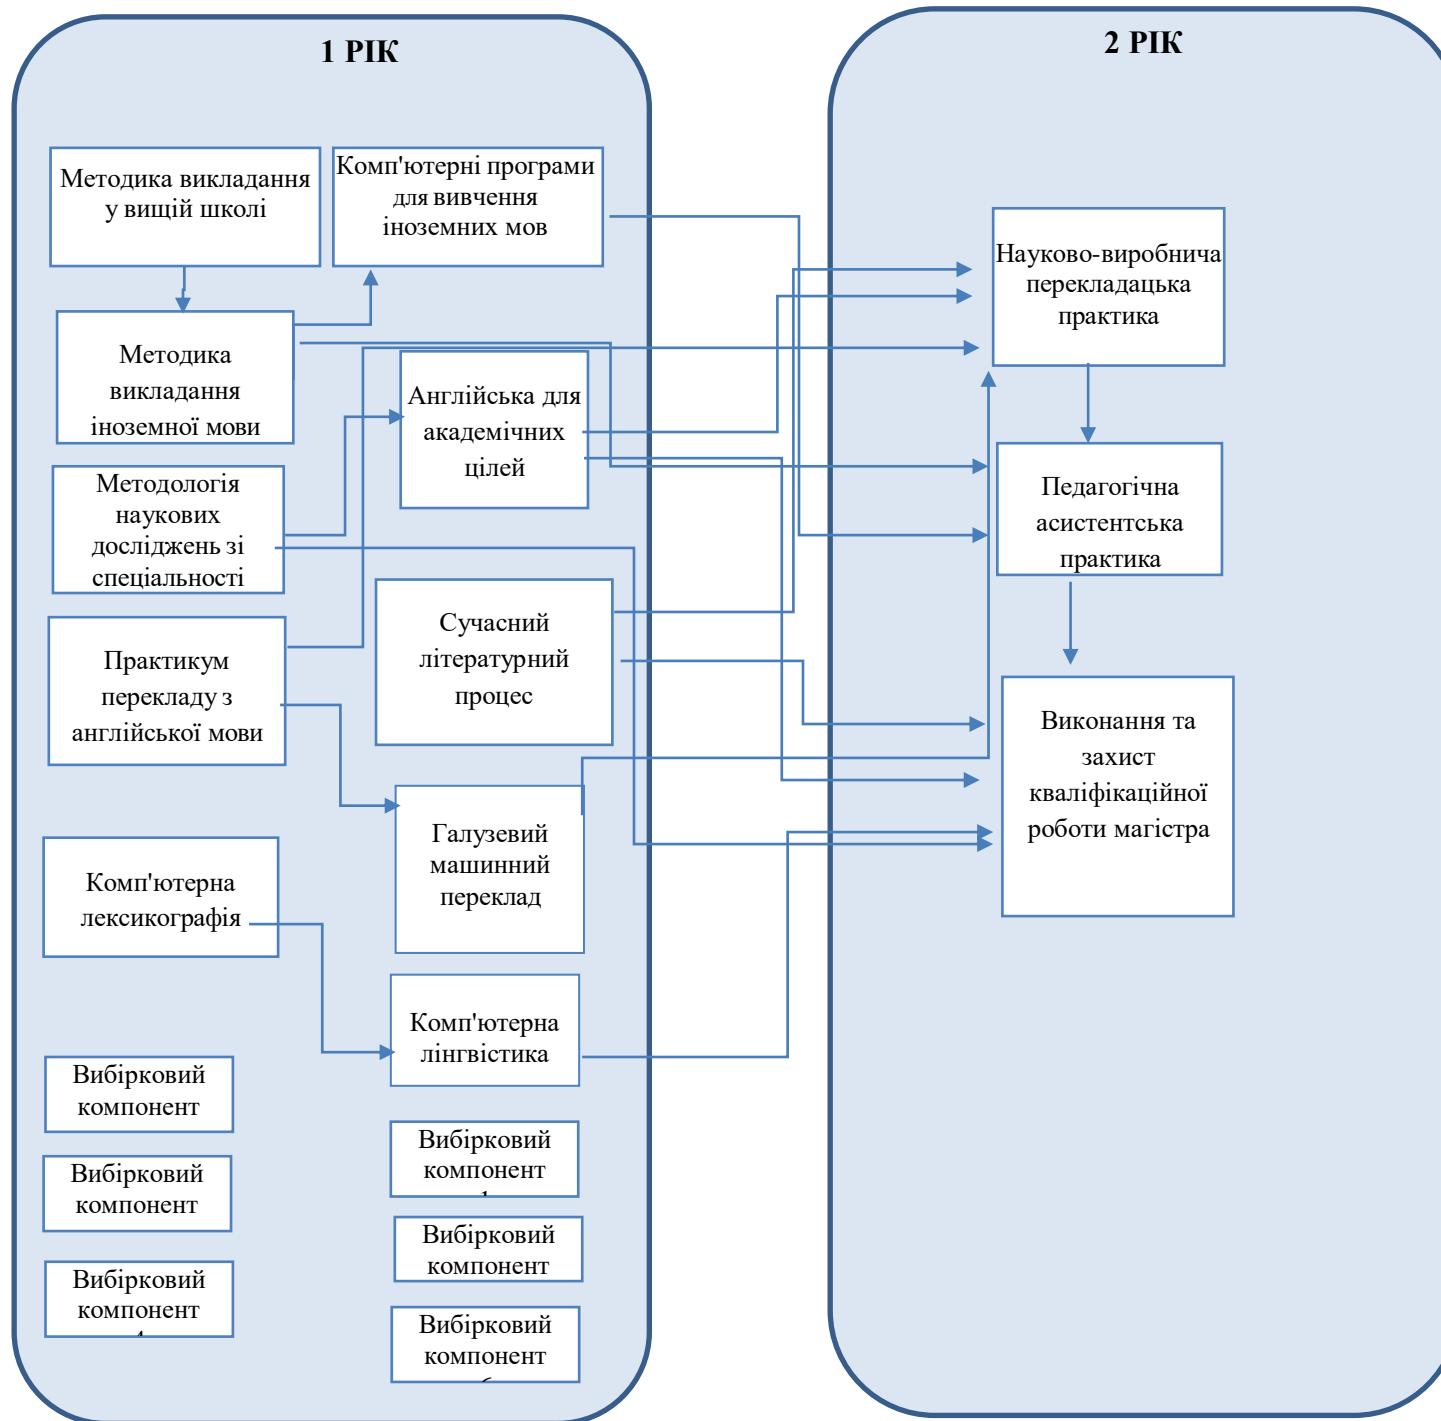 1 РІК
Методика викладання
у вищій школі
Комп'ютерні програми
для вивчення
іноземних мов
Методика
викладання
іноземної мови
Англійська для
академічних
цілей
Методологія
наукових
досліджень зі
спеціальності
Сучасний
літературний
процес
Практикум
перекладу з
англійської мови
Галузевий
машинний
переклад
Комп'ютерна
лексикографія
Комп'ютерна
лінгвістика
Вибірковий
компонент
Вибірковий
компонент
Вибірковий
компонент
Вибірковий
компонент
Вибірковий
компонент
Вибірковий
компонент
2 РІК
Науково-виробнича
перекладацька
практика
Педагогічна
асистентська
практика
Виконання та
захист
кваліфікаційної
роботи магістра